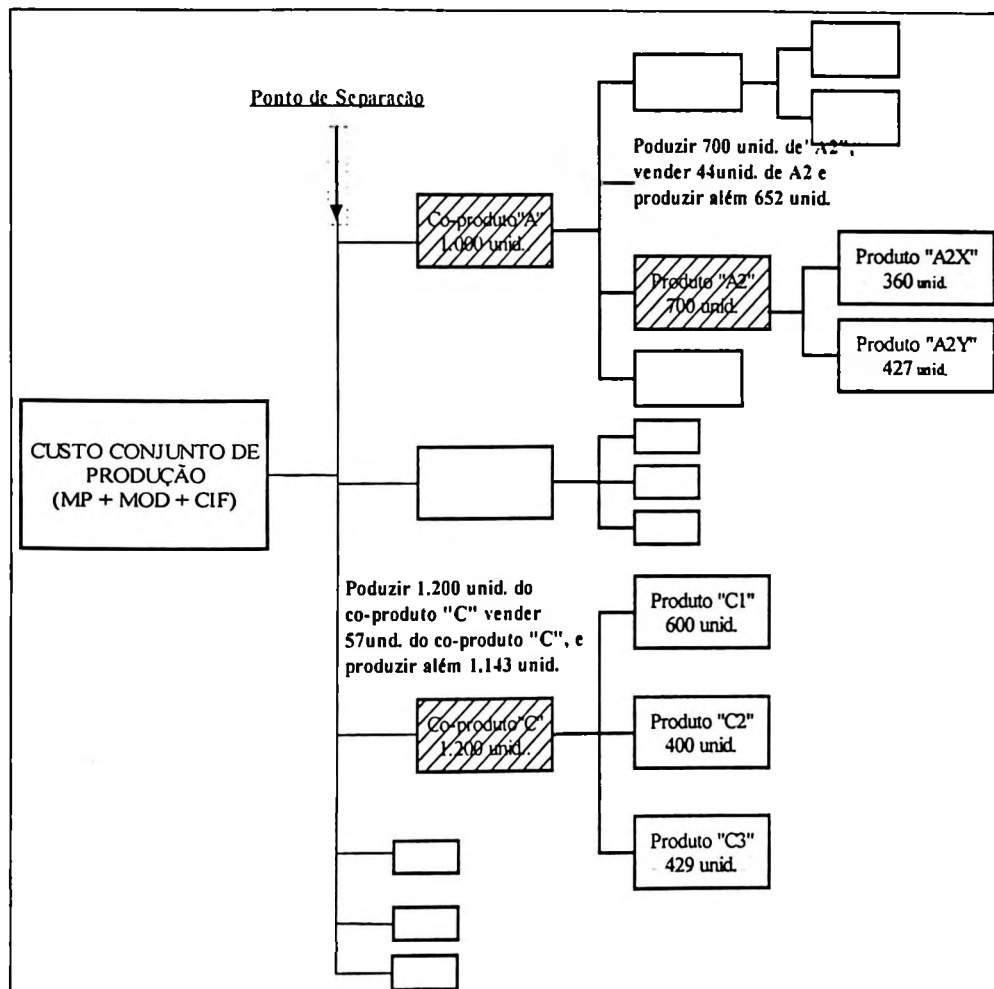 Ponto de Separação
Poduzir 700 unid. de "A2",
vender 44unid. de A2 e
produzir além 652 unid.
Co-produto "A"
1.000 unid.
Produto "A2"
700 unid.
Produto "A2X"
360 unid.
Produto "A2Y"
427 unid.
CUSTO CONJUNTO DE
PRODUÇÃO
(MP + MOD + CIF)
Poduzir 1.200 unid. do
co-produto "C" vender
57und. do co-produto "C", e
produzir além 1.143 unid.
Co-produto "C"
1.200 unid.
Produto "C1"
600 unid.
Produto "C2"
400 unid.
Produto "C3"
429 unid.